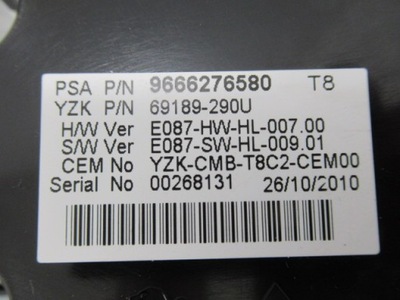 PSA P/N 9666276580 T8
YZK P/N 69189-290U
H/W Ver E087-HW-HL-007.00
S/W Ver E087-SW-HL-009.01
CEM No YZK-CMB-T8C2-CEM00
Serial No 00268131 26/10/2010